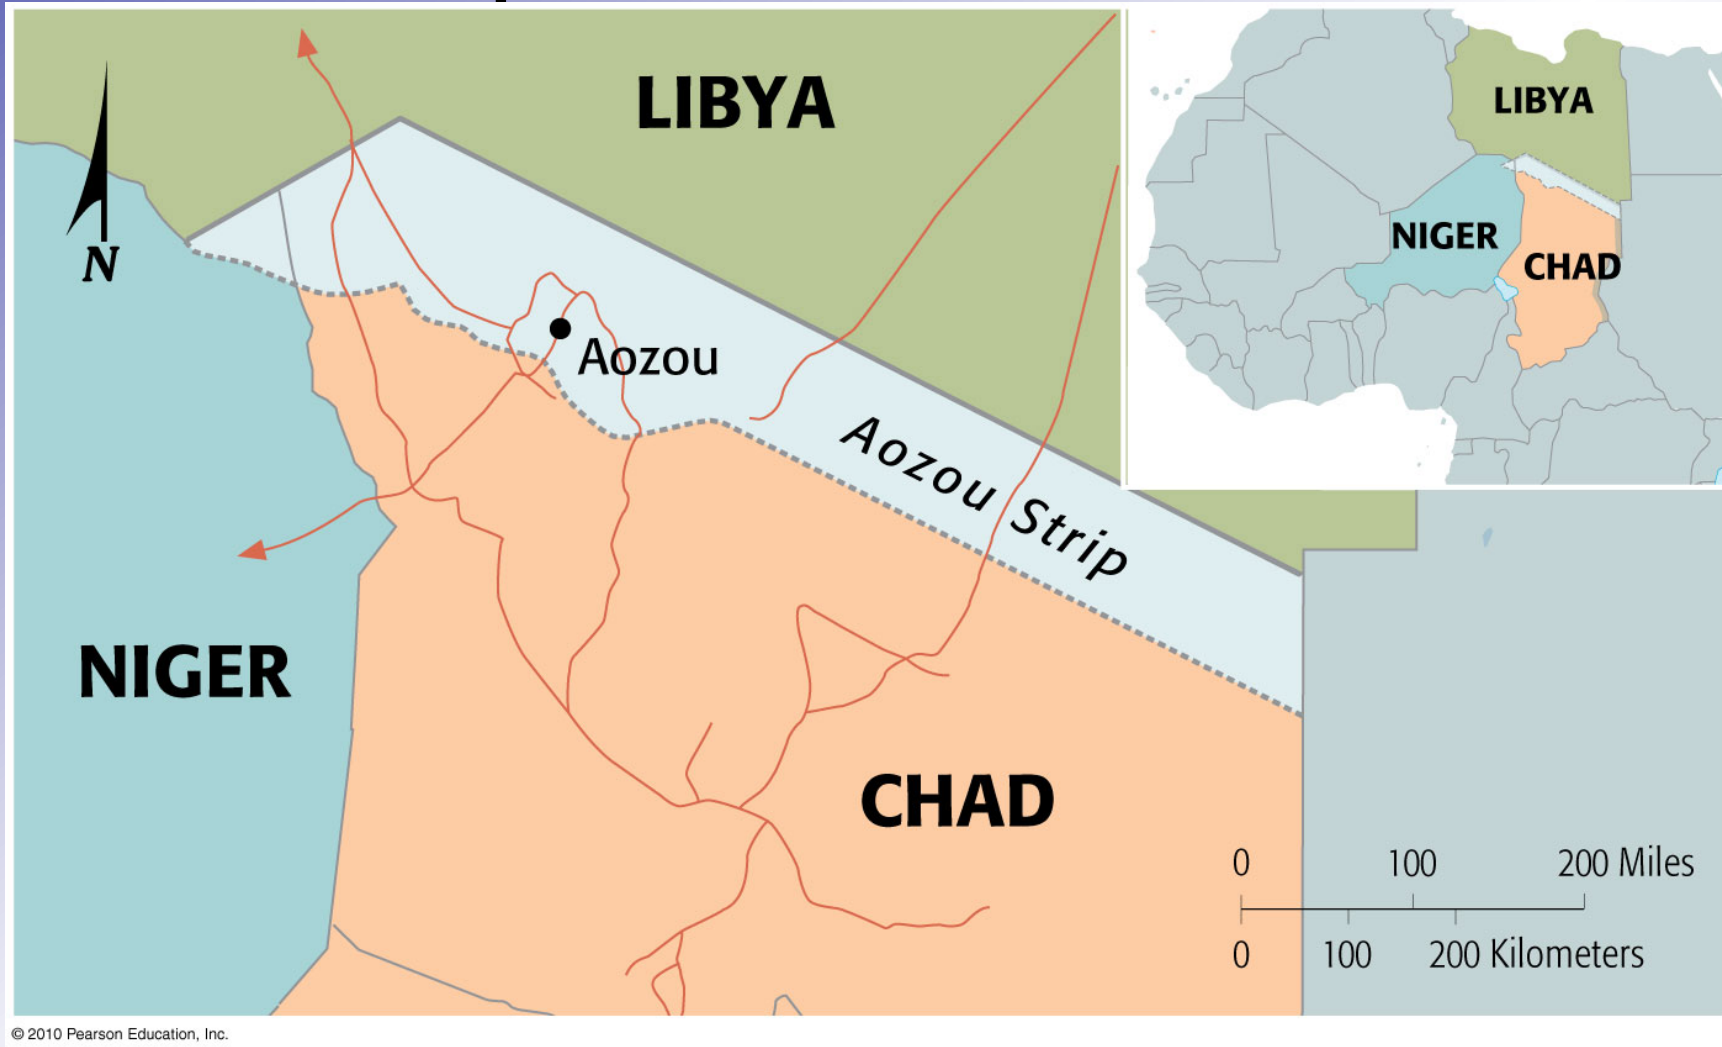 LIBYA
N
Aozou
Aozou Strip
NIGER
CHAD
LIBYA
NIGER
CHAD
0 100 200 Miles
0 100 200 Kilometers
© 2010 Pearson Education, Inc.